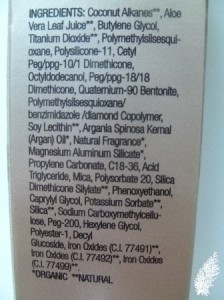 INGREDIENTS: Coconut Alkanes**, Aloe
Vera Leaf Juice**, Butylene Glycol,
Titanium Dioxide**, Polymethylsilsesqui-
oxane, Polysilicone-11, Cetyl
Peg/ppg-10/1 Dimethicone,
Octyldodecanol, Peg/ppg-18/18
Dimethicone, Quaternium-90 Bentonite,
Polymethylsilsesquioxane/
benzimidazole /diamond Copolymer,
Soy Lecithin**, Argania Spinosa Kernal
(Argan) Oil*, Natural Fragrance*,
Magnesium Aluminum Silicate*,
Propylene Carbonate, C18-36, Acid
Triglyceride, Mica, Polysorbate 20, Silica
Dimethicone Silylate**, Phenoxyethanol,
Caprylyl Glycol, Potassium Sorbate**,
Silica**, Sodium Carboxymethylcellu-
lose, Peg-200, Hexylene Glycol,
Polyester-1, Decyl
Glucoside, Iron Oxides (C.I. 77491)**,
Iron Oxides (C.I. 77492)**, Iron Oxides
(C.I. 77499)**
*ORGANIC **NATURAL